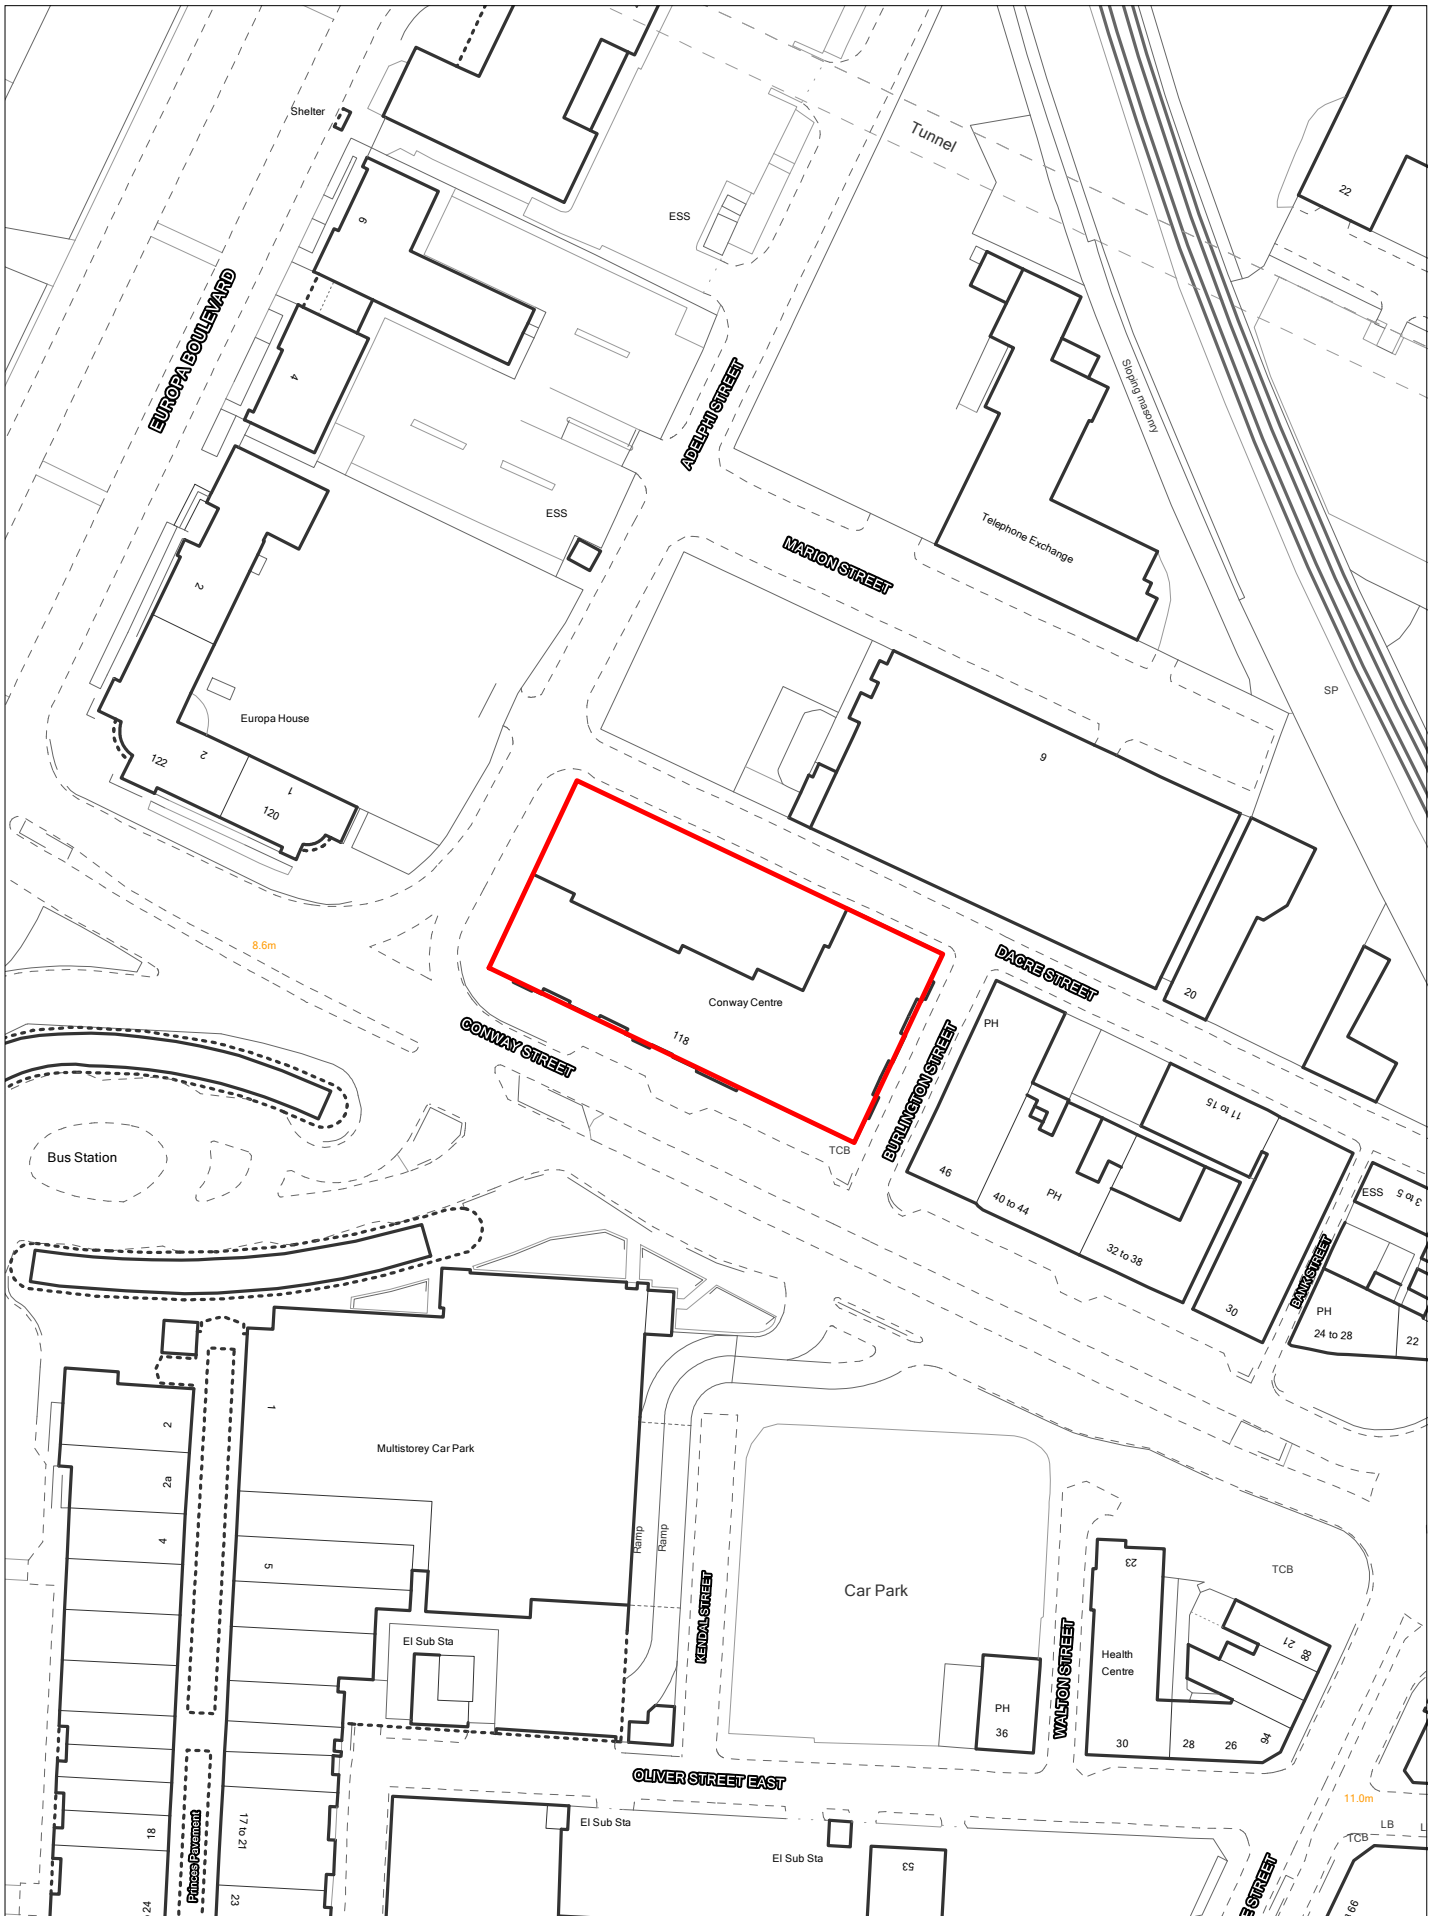 Shelter
Tunnel
22
6
ESS
EUROPA BOULEVARD
4
ADELPHI STREET
Sloping masonry
ESS
Telephone Exchange
MARION STREET
2
SP
Europa House
122
2
1
120
9
8.6m
DACRE STREET
20
Conway Centre
118
PH
CONWAY STREET
BURLINGTON STREET
11 to 15
TCB
Bus Station
46
40 to 44
PH
ESS
3 to 5
32 to 38
BANK STREET
30
PH
24 to 28
22
1
2
Multistorey Car Park
2a
4
5
Ramp
Ramp
23
TCB
Car Park
KENDAL STREET
El Sub Sta
WALTON STREET
Health
Centre
21
88
PH
36
30
28
26
94
OLIVER STREET EAST
11.0m
El Sub Sta
LB
TCB
18
17 to 21
Princes Pavement
El Sub Sta
53
23
24
E STREET
66